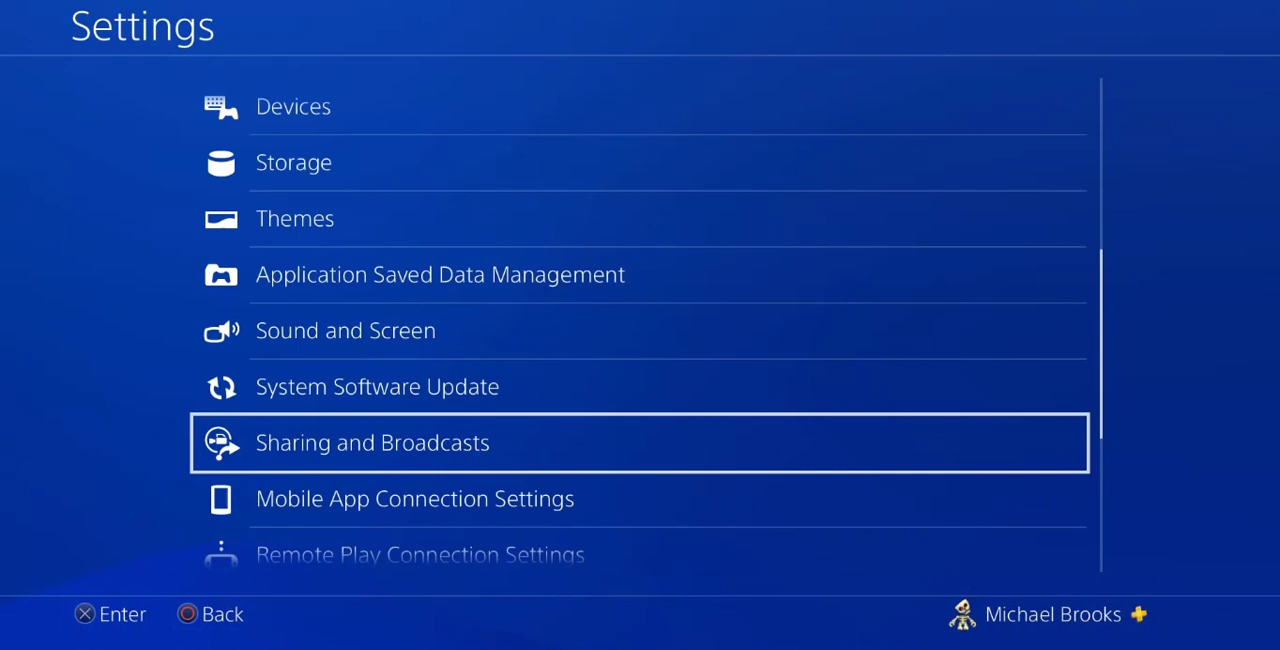 Settings
Devices
Storage
Themes
Application Saved Data Management
Sound and Screen
System Software Update
Sharing and Broadcasts
Mobile App Connection Settings
Remote Play Connection Settings
Enter Back Michael Brooks